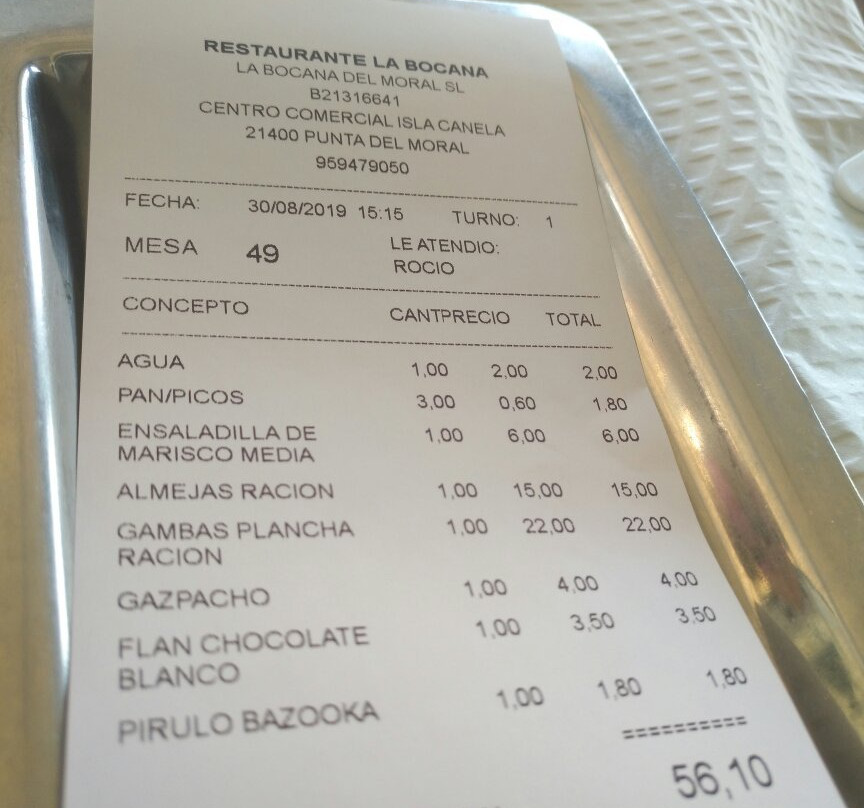 RESTAURANTE LA BOCANA
LA BOCANA DEL MORAL SL
B21316641
CENTRO COMERCIAL ISLA CANELA
21400 PUNTA DEL MORAL
959479050
FECHA: 30/08/2019 15:15 TURNO: 1
MESA 49 LE ATENDIO:
ROCIO
CONCEPTO CANTPRECIO TOTAL
AGUA 1,00 2,00 2,00
PAN/PICOS 3,00 0,60 1,80
ENSALADILLA DE 1,00 6,00 6,00
MARISCO MEDIA
ALMEJAS RACION 1,00 15,00 15,00
GAMBAS PLANCHA 1,00 22,00 22,00
RACION
GAZPACHO 1,00 4,00 4,00
FLAN CHOCOLATE 1,00 3,50 3,50
BLANCO
PIRULO BAZOOKA 1,00 1,80 1,80
==========
56,10